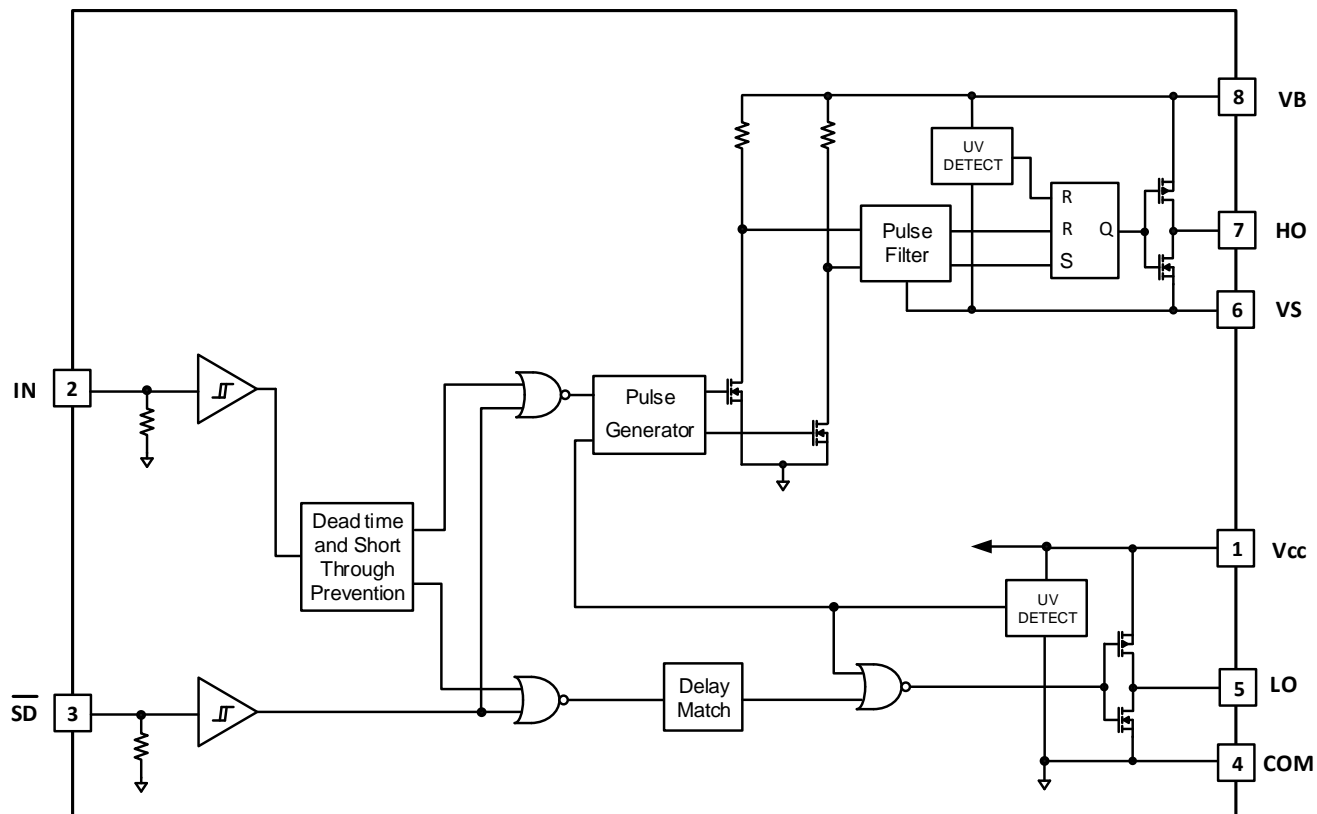 8 VB
UV
DETECT
R
R Q
S
Pulse
Filter
7 HO
6 VS
IN 2
Pulse
Generator
Dead time
and Short
Through
Prevention
1 Vcc
UV
DETECT
SD 3
Delay
Match
5 LO
4 COM